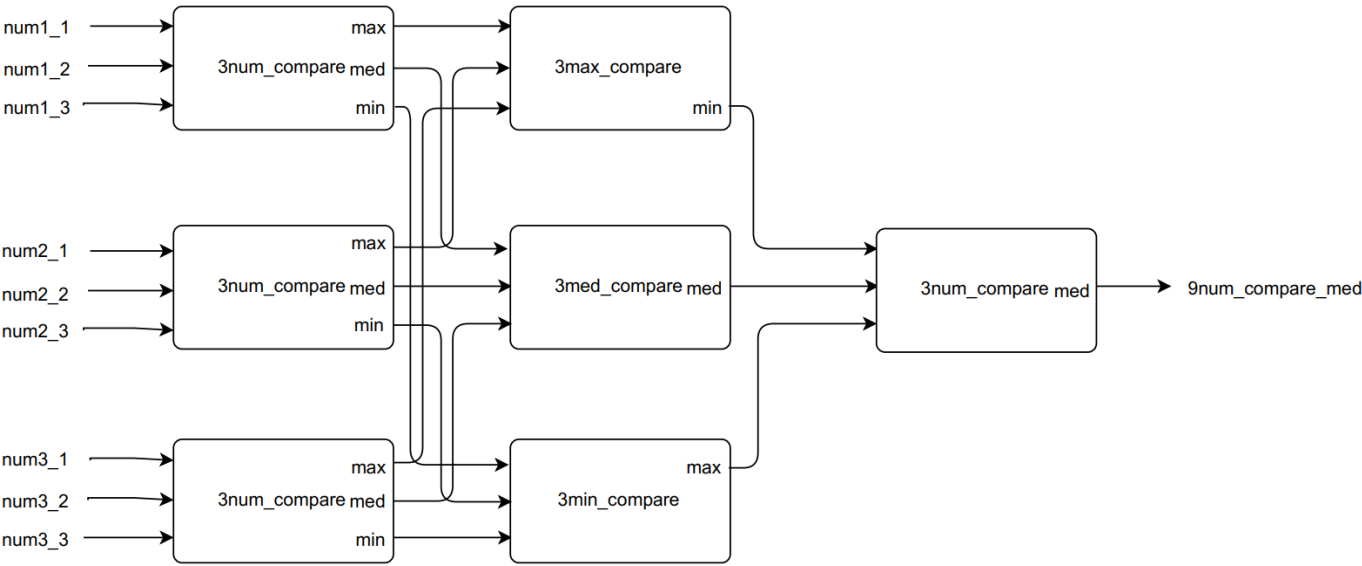 num1_1
num1_2
num1_3
3num_compare
max
med
min
3max_compare
min
num2_1
num2_2
num2_3
3num_compare
max
med
min
3med_compare
med
3num_compare
med
9num_compare_med
num3_1
num3_2
num3_3
3num_compare
max
med
min
3min_compare
max